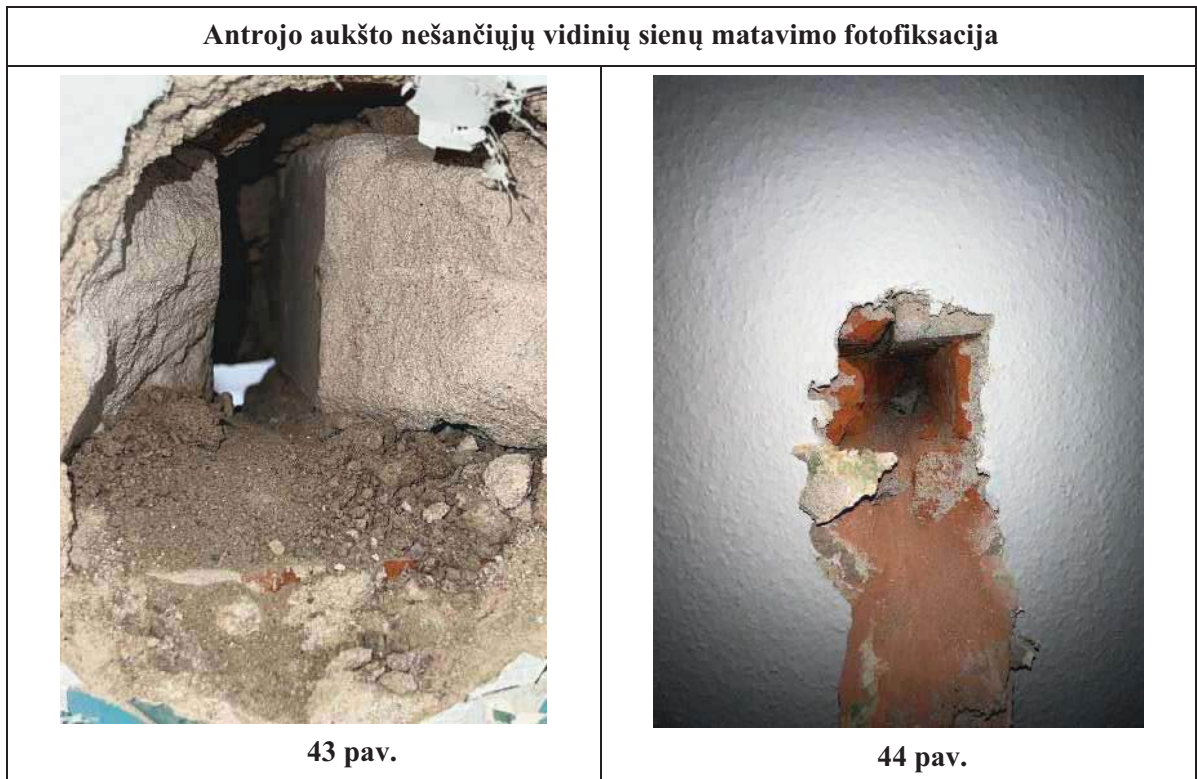 Antrojo aukšto nešančiųjų vidinių sienų matavimo fotofiksacija
43 pav.
44 pav.